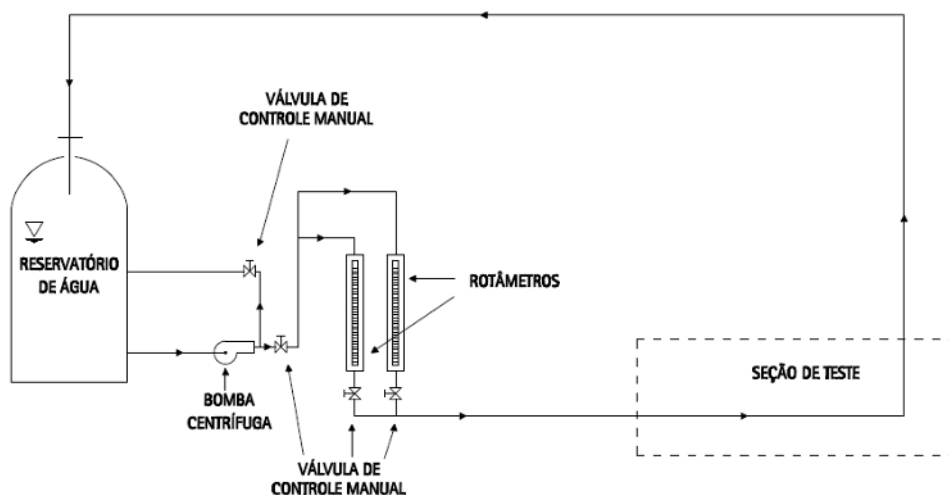 VÁLVULA DE
CONTROLE MANUAL
RESERVATÓRIO
DE ÁGUA
ROTÂMETROS
SEÇÃO DE TESTE
BOMBA
CENTRÍFUGA
VÁLVULA DE
CONTROLE MANUAL